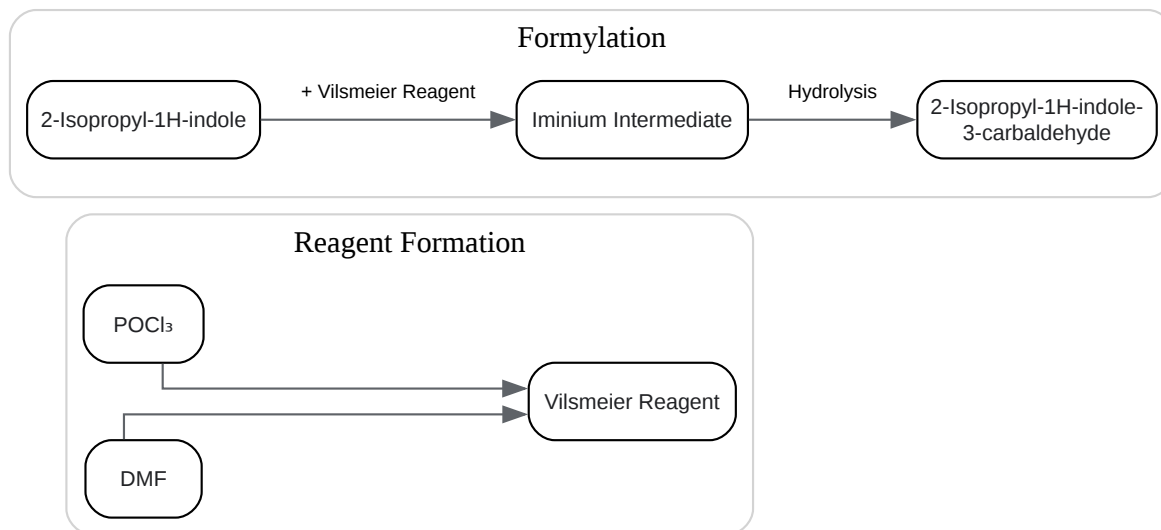 Formylation
2-Isopropyl-1H-indole
+ Vilsmeier Reagent
Iminium Intermediate
Hydrolysis
2-Isopropyl-1H-indole-
3-carbaldehyde
Reagent Formation
POCl₃
DMF
Vilsmeier Reagent